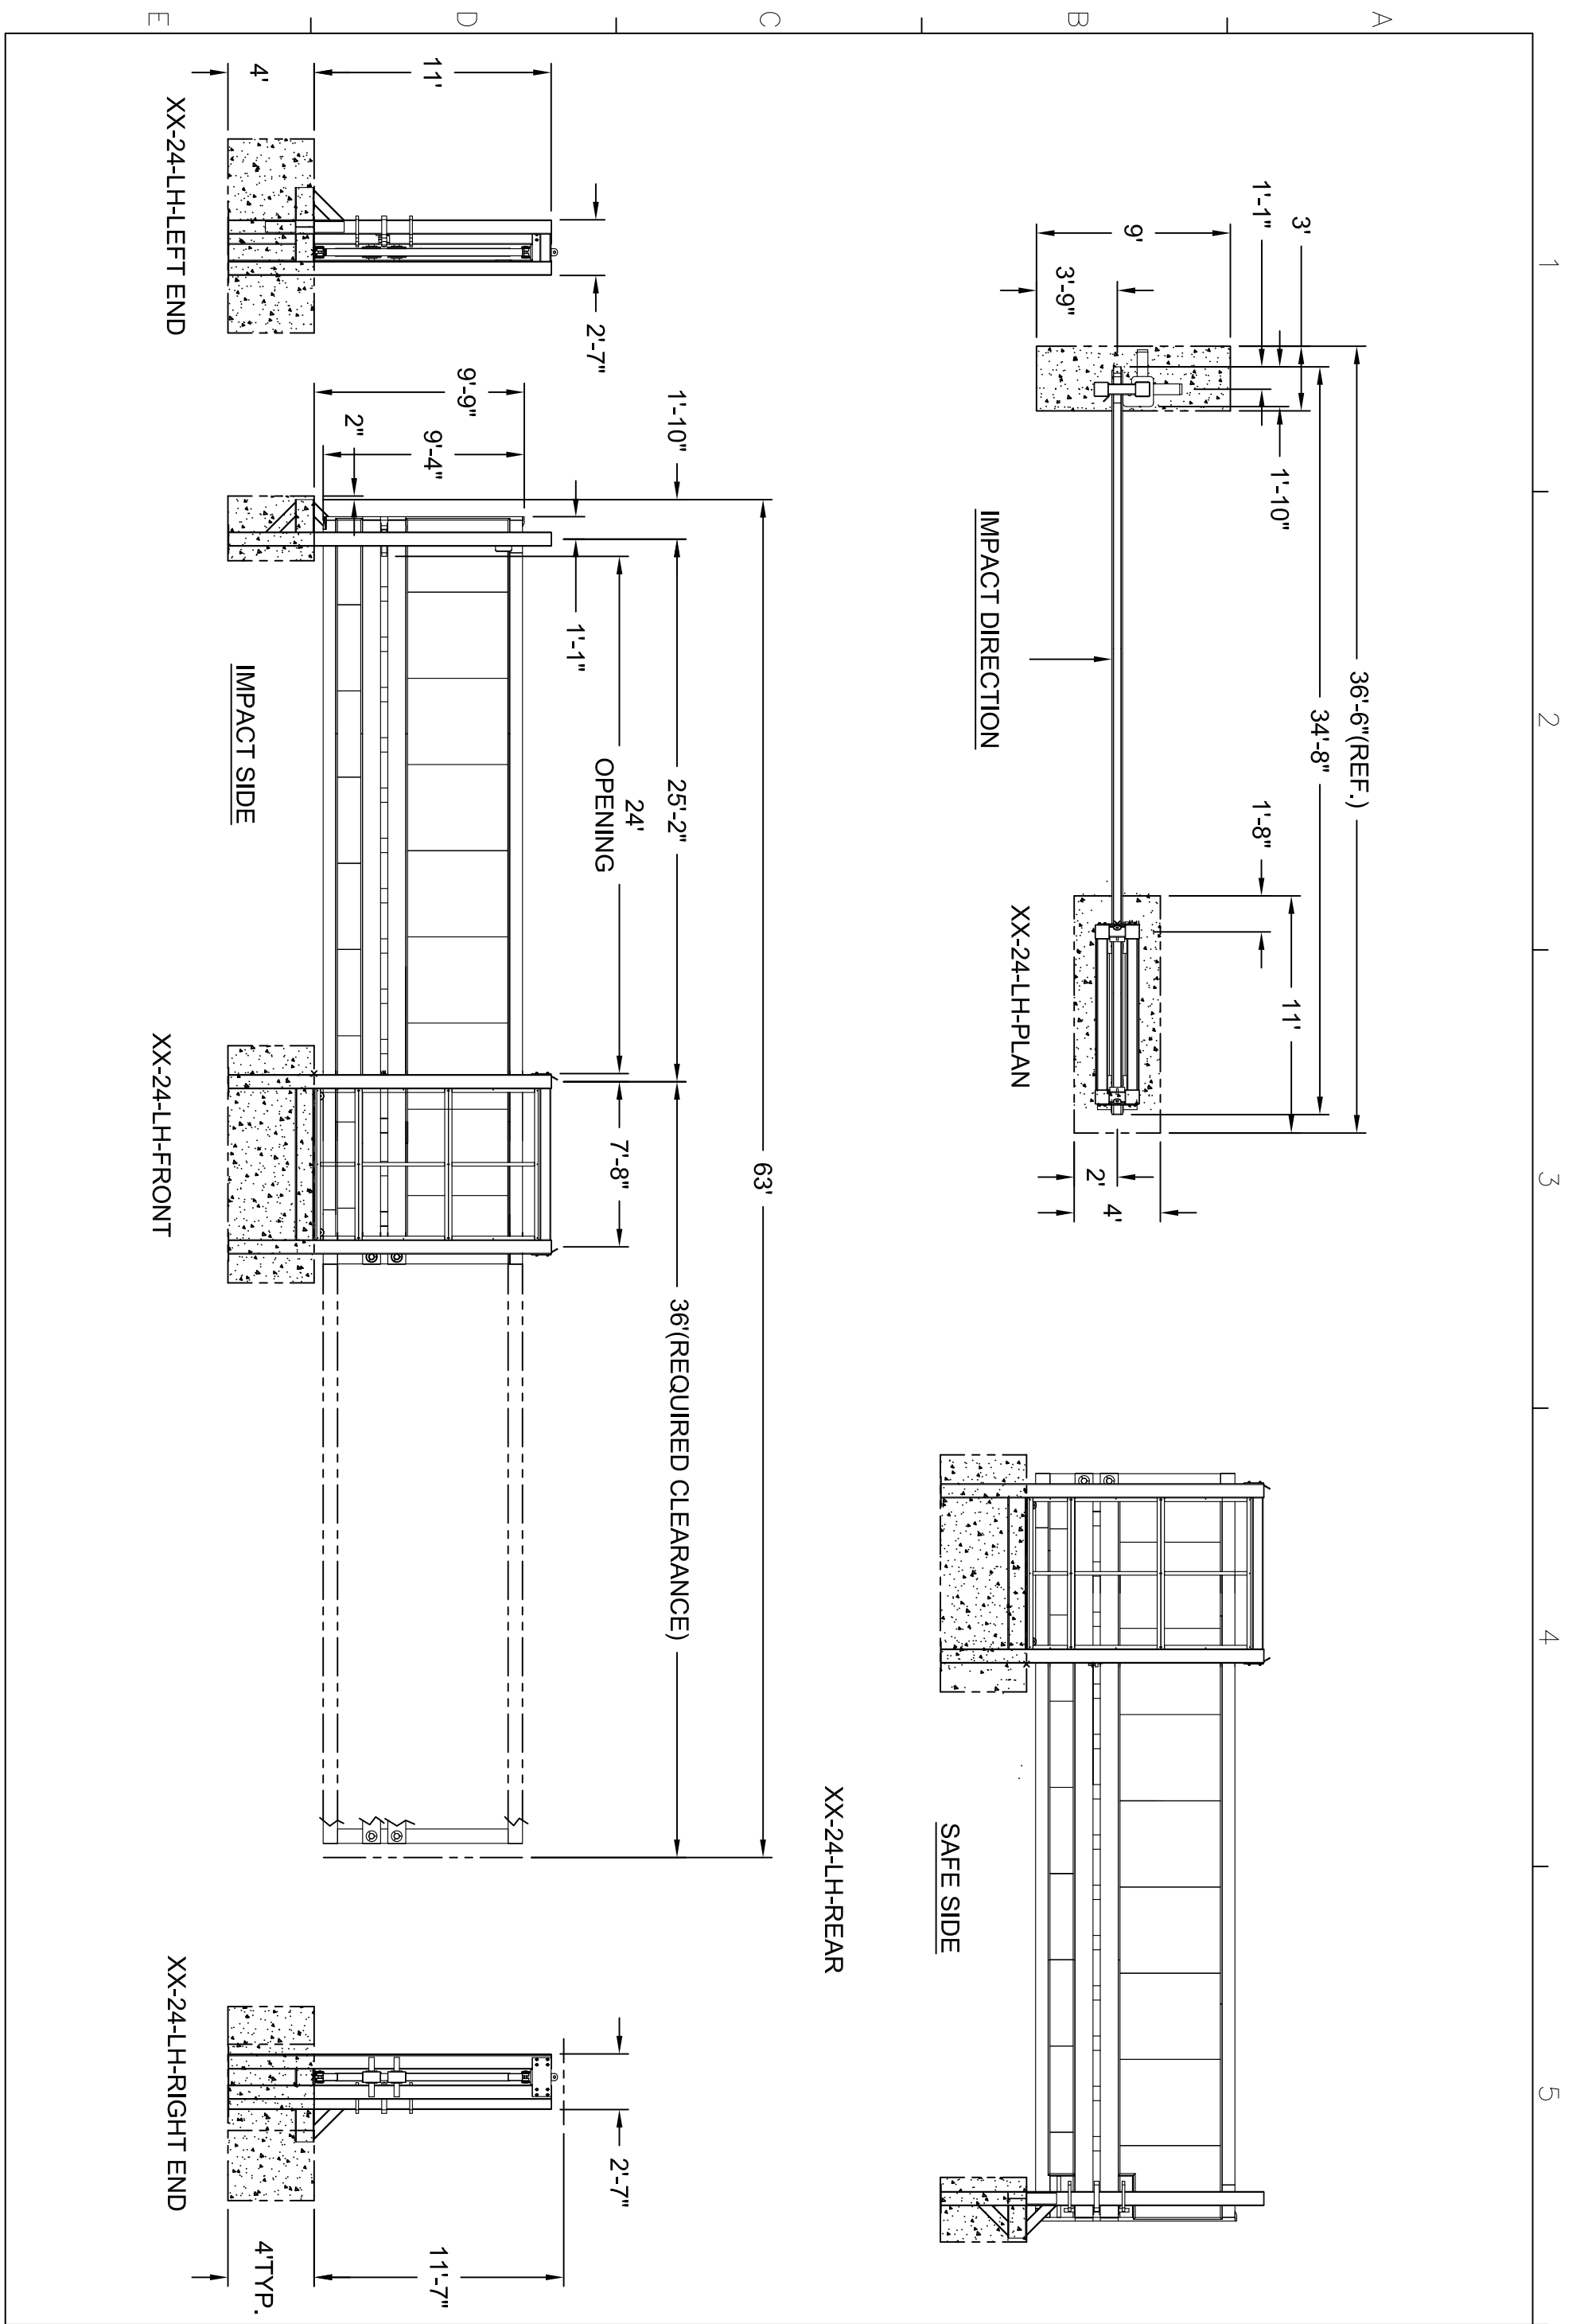 1
2
3
4
5
A
B
C
D
E
36'-6"(REF.)
34'-8"
3'
1'-1"
1'-10"
1'-8"
11'
9'
3'-9"
2'
4'
IMPACT DIRECTION
XX-24-LH-PLAN
SAFE SIDE
XX-24-LH-REAR
63'
1'-10"
25'-2"
36'(REQUIRED CLEARANCE)
24'
OPENING
1'-1"
7'-8"
9'-9"
9'-4"
2"
IMPACT SIDE
XX-24-LH-FRONT
11'
4'
2'-7"
XX-24-LH-LEFT END
2'-7"
11'-7"
4'TYP.
XX-24-LH-RIGHT END